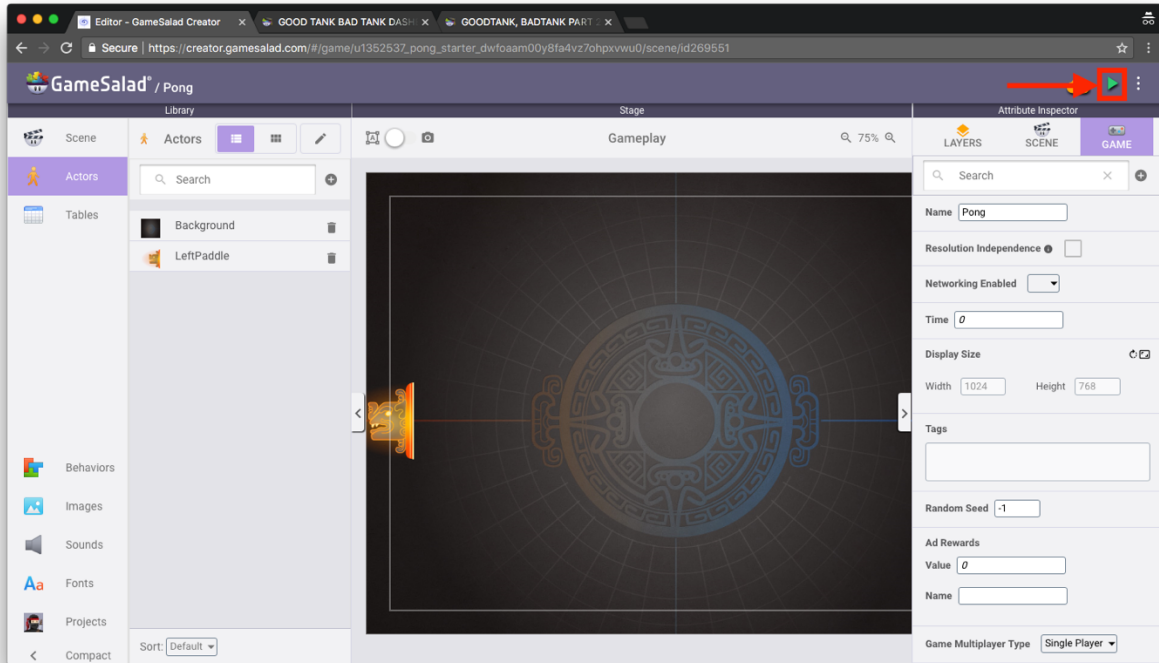 Editor - GameSalad Creator
GOOD TANK BAD TANK DASH
GOODTANK, BADTANK PART
Secure | https://creator.gamesalad.com/#/game/u1352537_pong_starter_dwfoaam00y8fa4vz7ohpxvwu0/scene/id269551
GameSalad® / Pong
Library
Stage
Attribute Inspector
Scene
Actors
Gameplay
75%
LAYERS
SCENE
GAME
Actors
Search
Search
Tables
Background
Name Pong
LeftPaddle
Resolution Independence
Networking Enabled
Time 0
Display Size
Width 1024 Height 768
Tags
Behaviors
Images
Random Seed -1
Sounds
Ad Rewards
Value 0
Fonts
Name
Projects
Sort: Default
Game Multiplayer Type Single Player
Compact